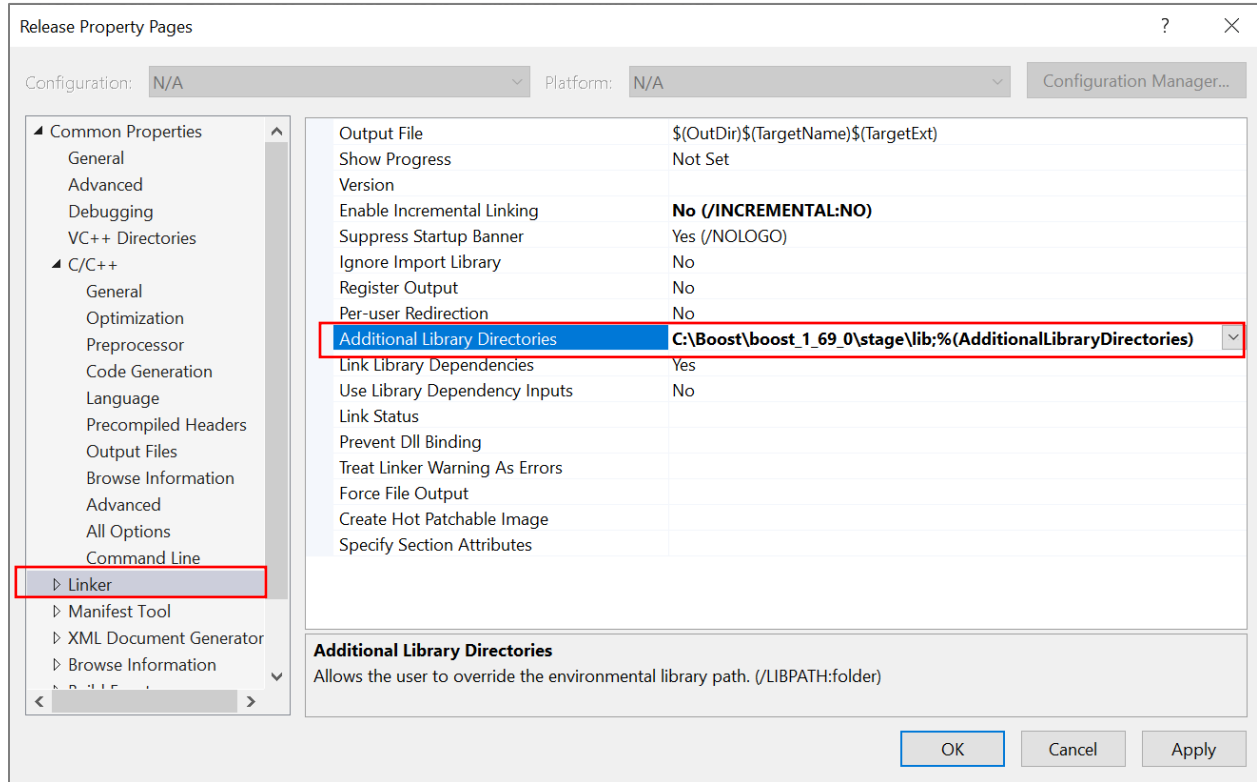 Release Property Pages
Configuration: N/A Platform: N/A Configuration Manager...
Common Properties
General
Advanced
Debugging
VC++ Directories
C/C++
General
Optimization
Preprocessor
Code Generation
Language
Precompiled Headers
Output Files
Browse Information
Advanced
All Options
Command Line
Linker
Manifest Tool
XML Document Generator
Browse Information
Output File $(OutDir)$(TargetName)$(TargetExt)
Show Progress Not Set
Version
Enable Incremental Linking No (/INCREMENTAL:NO)
Suppress Startup Banner Yes (/NOLOGO)
Ignore Import Library No
Register Output No
Per-user Redirection No
Additional Library Directories C:\Boost\boost_1_69_0\stage\lib;%(AdditionalLibraryDirectories)
Link Library Dependencies Yes
Use Library Dependency Inputs No
Link Status
Prevent Dll Binding
Treat Linker Warning As Errors
Force File Output
Create Hot Patchable Image
Specify Section Attributes
Additional Library Directories
Allows the user to override the environmental library path. (/LIBPATH:folder)
OK Cancel Apply